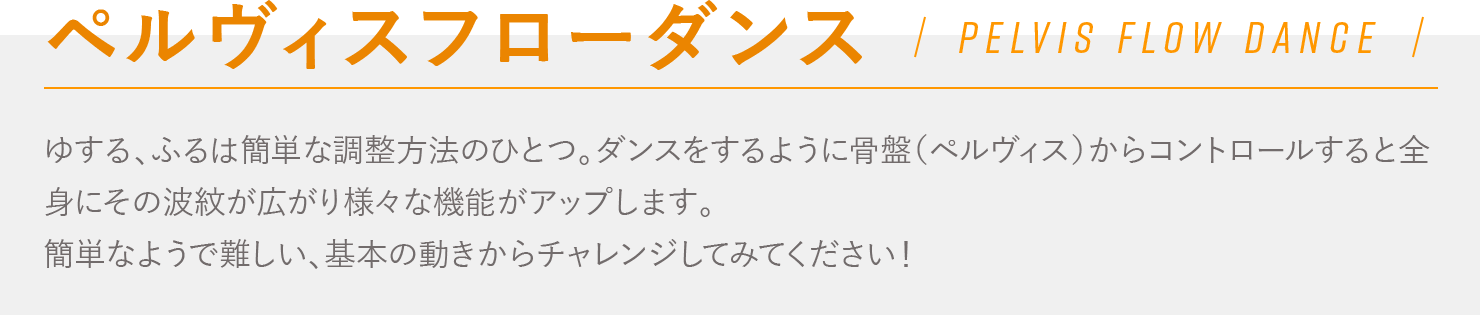 ペルヴィスフローダンス / PELVIS FLOW DANCE /
ゆする、ふるは簡単な調整方法のひとつ。ダンスをするように骨盤（ペルヴィス）からコントロールすると全
身にその波紋が広がり様々な機能がアップします。
簡単なようで難しい、基本の動きからチャレンジしてみてください！